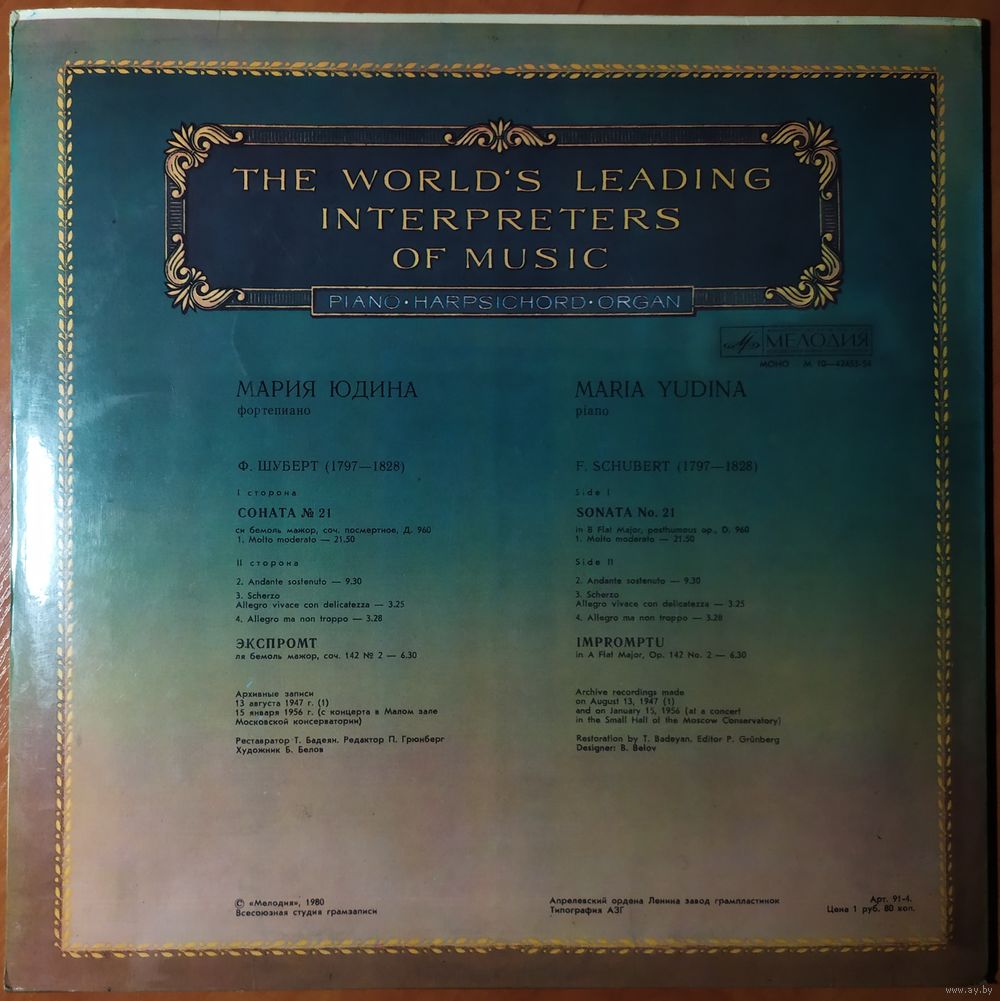 THE WORLD'S LEADING
INTERPRETERS
OF MUSIC
PIANO · HARPSICHORD · ORGAN
МЕЛОДИЯ
МОНО М 10—42655-56
МАРИЯ ЮДИНА
фортепиано
Ф. ШУБЕРТ (1797—1828)
I сторона
СОНАТА № 21
си бемоль мажор, соч. посмертное, Д. 960
1. Molto moderato — 21.50
II сторона
2. Andante sostenuto — 9.30
3. Scherzo
Allegro vivace con delicatezza — 3.25
4. Allegro ma non troppo — 3.28
ЭКСПРОМТ
ля бемоль мажор, соч. 142 № 2 — 6.30
Архивные записи
13 августа 1947 г. (1)
15 января 1956 г. (с концерта в Малом зале
Московской консерватории)
Реставратор Т. Бадеян. Редактор П. Грюнберг
Художник Б. Белов
MARIA YUDINA
piano
F. SCHUBERT (1797—1828)
Side I
SONATA No. 21
in B Flat Major, posthumous op., D. 960
1. Molto moderato — 21.50
Side II
2. Andante sostenuto — 9.30
3. Scherzo
Allegro vivace con delicatezza — 3.25
4. Allegro ma non troppo — 3.28
IMPROMPTU
in A Flat Major, Op. 142 No. 2 — 6.30
Archive recordings made
on August 13, 1947 (1)
and on January 15, 1956 (at a concert
in the Small Hall of the Moscow Conservatory)
Restoration by T. Badeyan. Editor P. Grünberg
Designer: B. Belov
© «Мелодия», 1980
Всесоюзная студия грамзаписи
Апрелевский ордена Ленина завод грампластинок
Типография АЗГ
Арт. 91-4.
Цена 1 руб. 80 коп.
www.ay.by